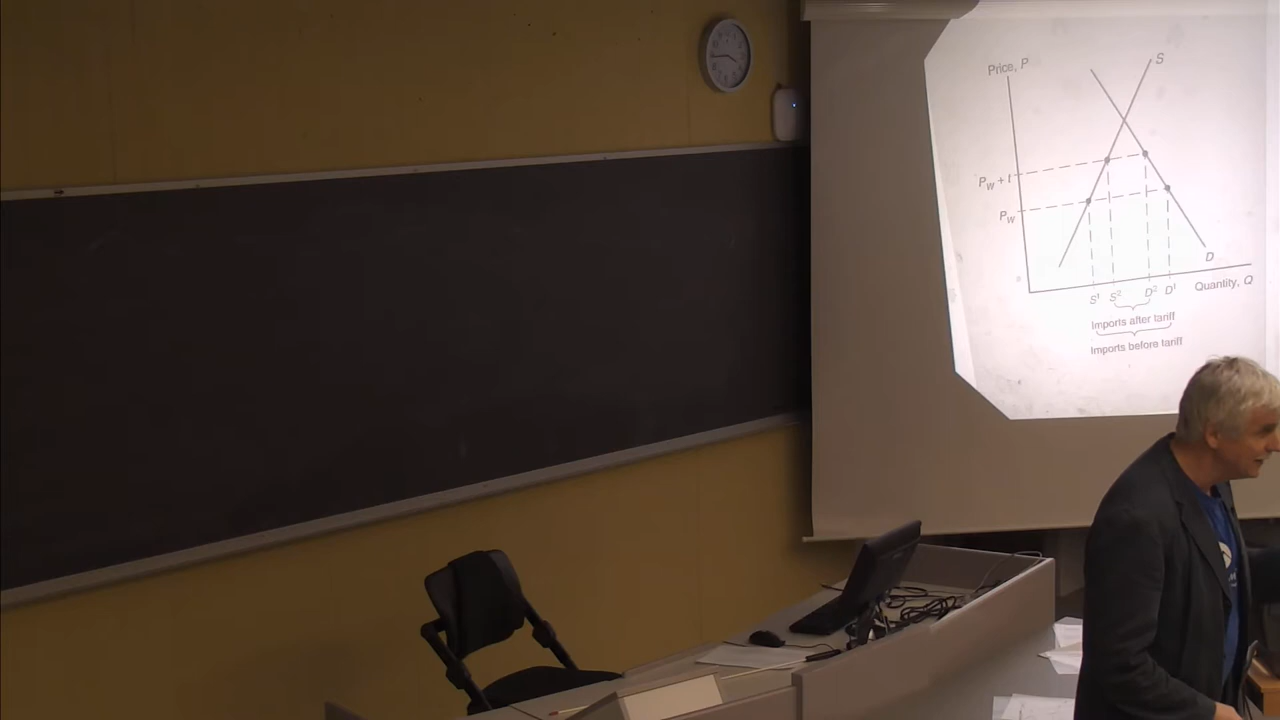 Price, P
S
P_W + t
P_W
D
S¹ S² D² D¹ Quantity, Q
Imports after tariff
Imports before tariff